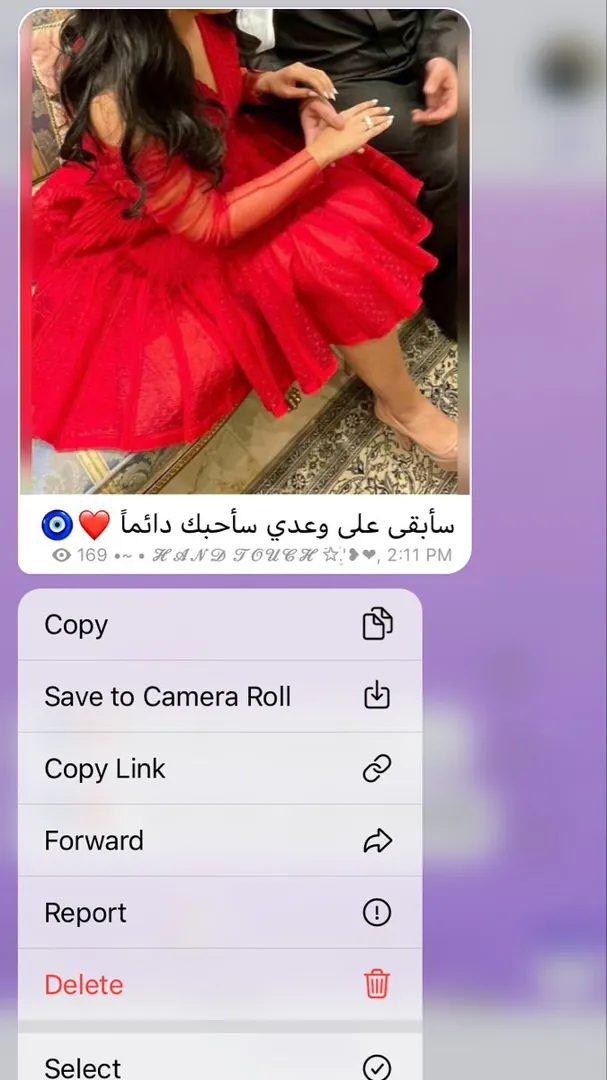 سأبقى على وعدي سأحبك دائماً ❤️🧿
169 •~ • 𝓗𝓐𝓝𝓓 𝓣𝓞𝓤𝓒𝓗 ☆;'❥❤, 2:11 PM
Copy
Save to Camera Roll
Copy Link
Forward
Report
Delete
Select